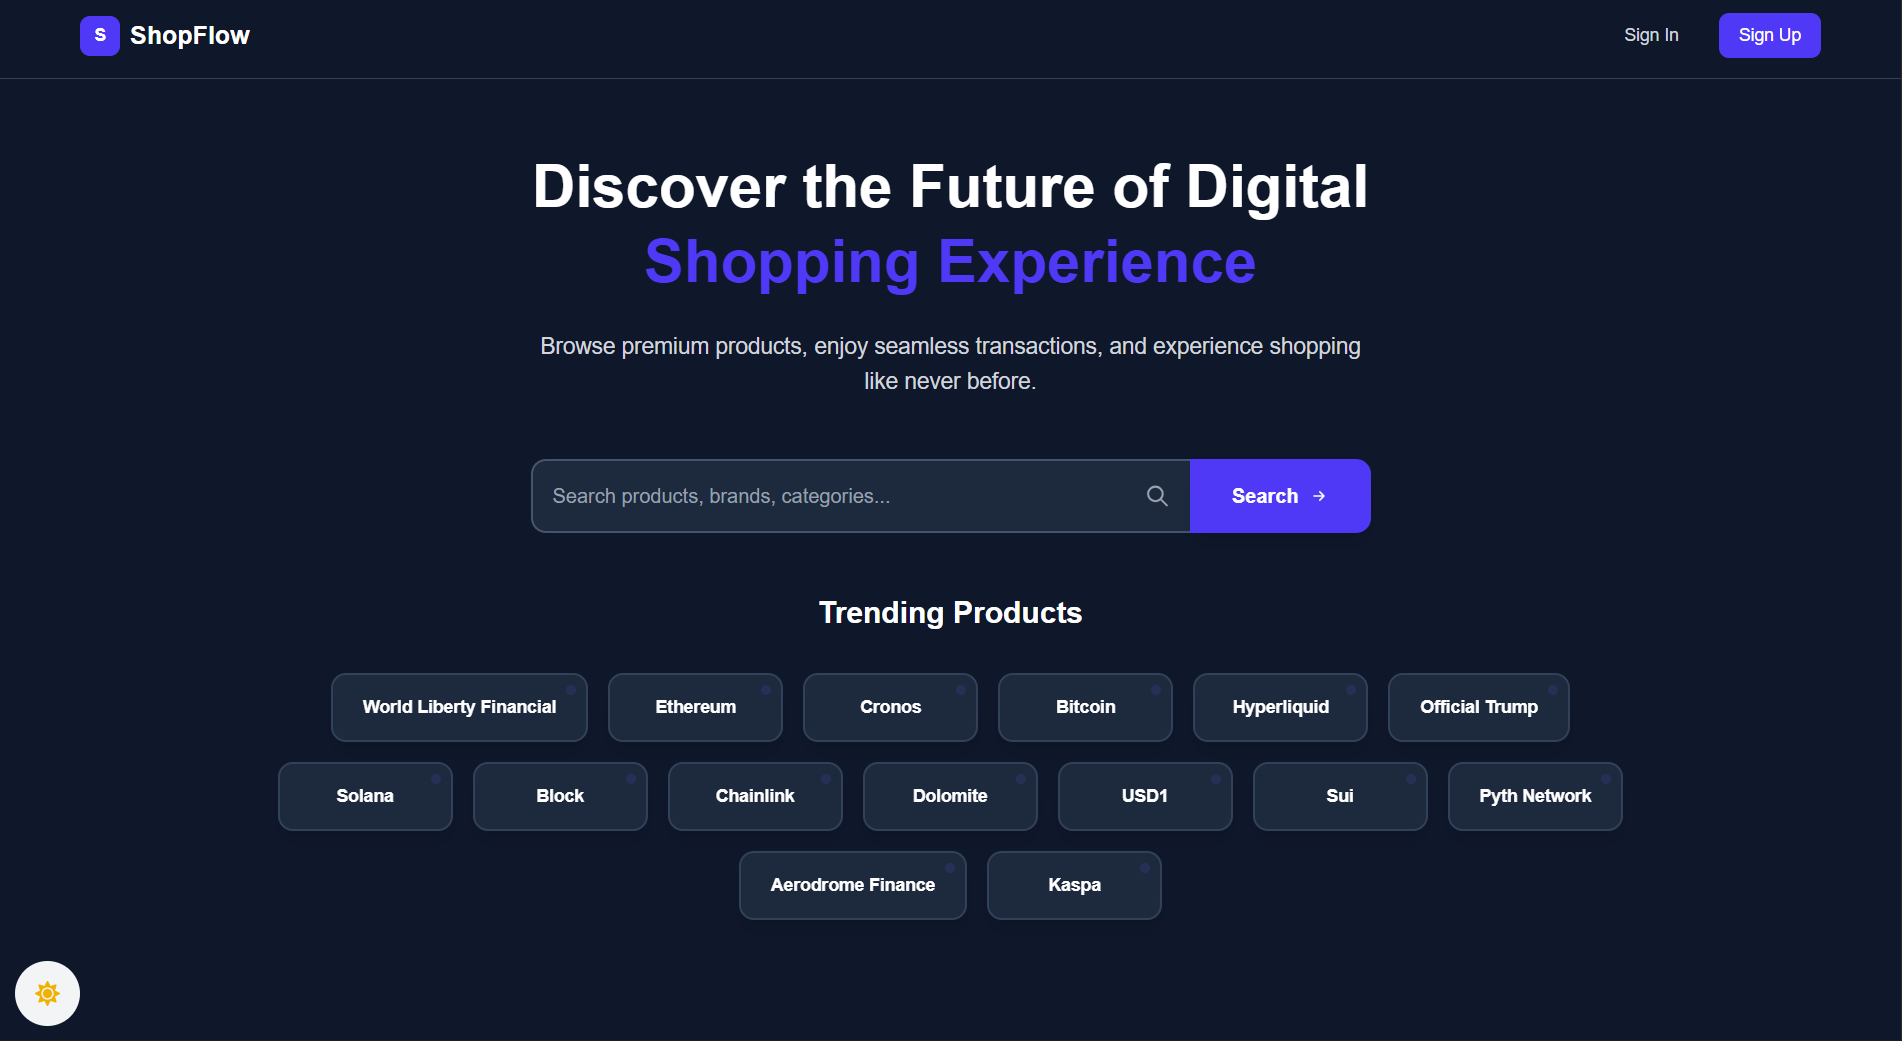 S ShopFlow
Sign In
Sign Up
Discover the Future of Digital
Shopping Experience
Browse premium products, enjoy seamless transactions, and experience shopping
like never before.
Search products, brands, categories...
Search →
Trending Products
World Liberty Financial
Ethereum
Cronos
Bitcoin
Hyperliquid
Official Trump
Solana
Block
Chainlink
Dolomite
USD1
Sui
Pyth Network
Aerodrome Finance
Kaspa